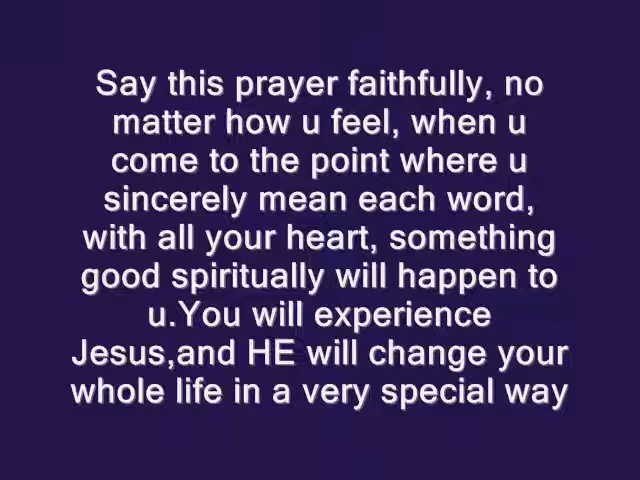 Say this prayer faithfully, no
matter how u feel, when u
come to the point where u
sincerely mean each word,
with all your heart, something
good spiritually will happen to
u.You will experience
Jesus,and HE will change your
whole life in a very special way